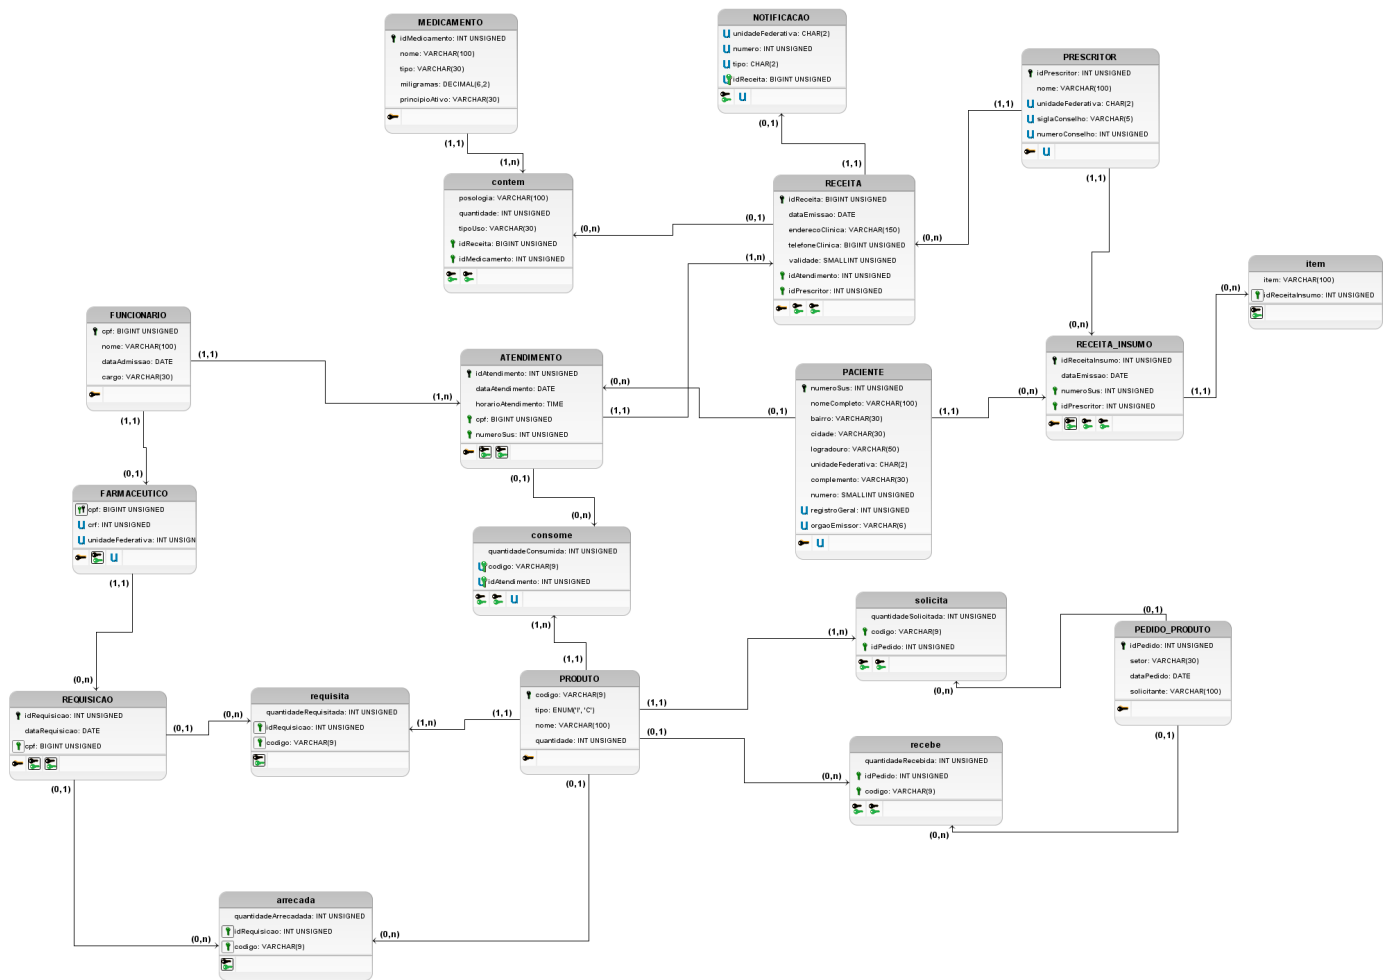 MEDICAMENTO
idMedicamento: INT UNSIGNED
nome: VARCHAR(100)
tipo: VARCHAR(30)
miligramas: DECIMAL(6,2)
principioAtivo: VARCHAR(30)
(1,1)
(1,n)
NOTIFICACAO
unidadeFederativa: CHAR(2)
numero: INT UNSIGNED
tipo: CHAR(2)
idReceita: BIGINT UNSIGNED
(0,1)
(1,1)
PRESCRITOR
idPrescritor: INT UNSIGNED
nome: VARCHAR(100)
unidadeFederativa: CHAR(2)
siglaConselho: VARCHAR(5)
numeroConselho: INT UNSIGNED
(1,1)
(1,1)
contem
posologia: VARCHAR(100)
quantidade: INT UNSIGNED
tipoUso: VARCHAR(30)
idReceita: BIGINT UNSIGNED
idMedicamento: INT UNSIGNED
(0,n)
(0,1)
RECEITA
idReceita: BIGINT UNSIGNED
dataEmissao: DATE
enderecoClinica: VARCHAR(150)
telefoneClinica: BIGINT UNSIGNED
validade: SMALLINT UNSIGNED
idAtendimento: INT UNSIGNED
idPrescritor: INT UNSIGNED
(1,n)
(0,n)
item
item: VARCHAR(100)
idReceitaInsumo: INT UNSIGNED
(0,n)
FUNCIONARIO
cpf: BIGINT UNSIGNED
nome: VARCHAR(100)
dataAdmissao: DATE
cargo: VARCHAR(30)
(1,1)
(1,1)
(1,n)
ATENDIMENTO
idAtendimento: INT UNSIGNED
dataAtendimento: DATE
horarioAtendimento: TIME
cpf: BIGINT UNSIGNED
numeroSus: INT UNSIGNED
(0,n)
(1,1)
(0,1)
(0,1)
PACIENTE
numeroSus: INT UNSIGNED
nomeCompleto: VARCHAR(100)
bairro: VARCHAR(30)
cidade: VARCHAR(30)
logradouro: VARCHAR(50)
unidadeFederativa: CHAR(2)
complemento: VARCHAR(30)
numero: SMALLINT UNSIGNED
registroGeral: INT UNSIGNED
orgaoEmissor: VARCHAR(6)
(1,1)
(0,n)
(0,n)
RECEITA_INSUMO
idReceitaInsumo: INT UNSIGNED
dataEmissao: DATE
numeroSus: INT UNSIGNED
idPrescritor: INT UNSIGNED
(1,1)
(0,1)
FARMACEUTICO
cpf: BIGINT UNSIGNED
crf: INT UNSIGNED
unidadeFederativa: INT UNSIGN
(1,1)
(0,n)
(0,n)
consome
quantidadeConsumida: INT UNSIGNED
codigo: VARCHAR(9)
idAtendimento: INT UNSIGNED
(1,n)
(1,1)
solicita
quantidadeSolicitada: INT UNSIGNED
codigo: VARCHAR(9)
idPedido: INT UNSIGNED
(1,n)
(0,n)
(0,1)
PEDIDO_PRODUTO
idPedido: INT UNSIGNED
setor: VARCHAR(30)
dataPedido: DATE
solicitante: VARCHAR(100)
(0,1)
REQUISICAO
idRequisicao: INT UNSIGNED
dataRequisicao: DATE
cpf: BIGINT UNSIGNED
(0,1)
(0,1)
(0,n)
requisita
quantidadeRequisitada: INT UNSIGNED
idRequisicao: INT UNSIGNED
codigo: VARCHAR(9)
(1,n)
(1,1)
PRODUTO
codigo: VARCHAR(9)
tipo: ENUM('I', 'C')
nome: VARCHAR(100)
quantidade: INT UNSIGNED
(1,1)
(0,1)
(0,1)
(0,n)
recebe
quantidadeRecebida: INT UNSIGNED
idPedido: INT UNSIGNED
codigo: VARCHAR(9)
(0,n)
arrecada
quantidadeArrecadada: INT UNSIGNED
idRequisicao: INT UNSIGNED
codigo: VARCHAR(9)
(0,n)
(0,n)